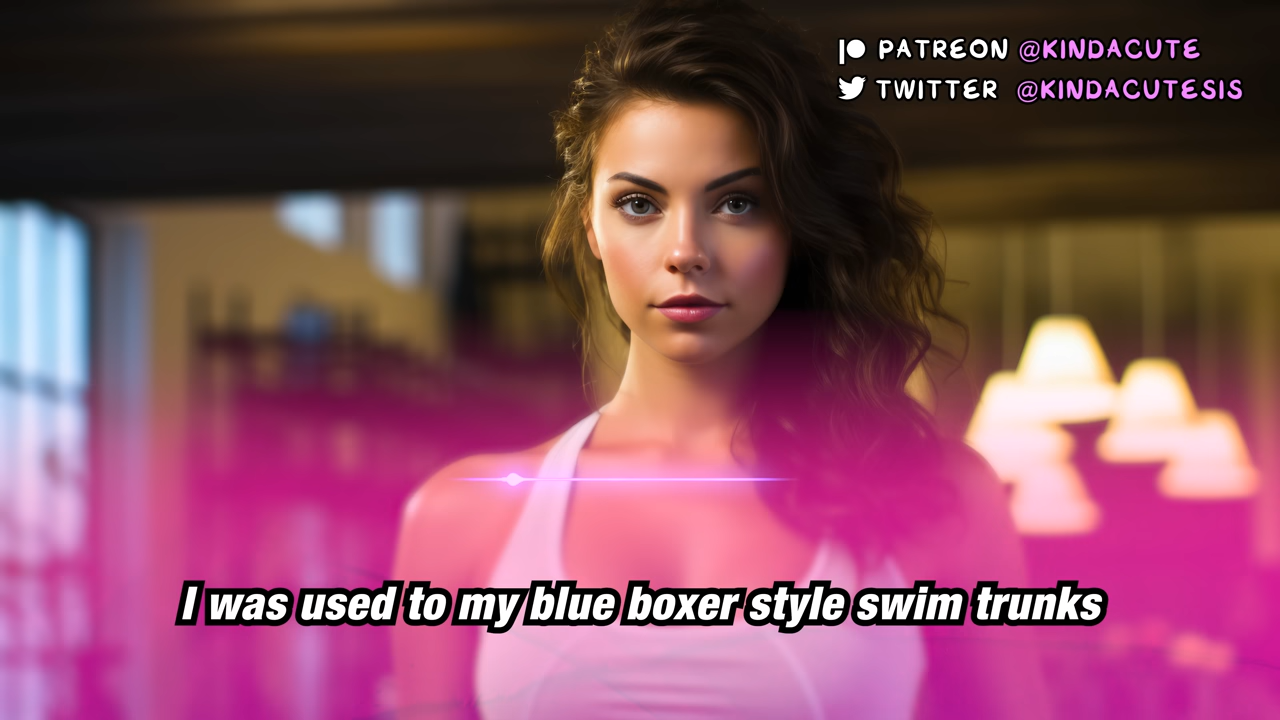 PATREON @KINDACUTE
TWITTER @KINDACUTESIS
I was used to my blue boxer style swim trunks